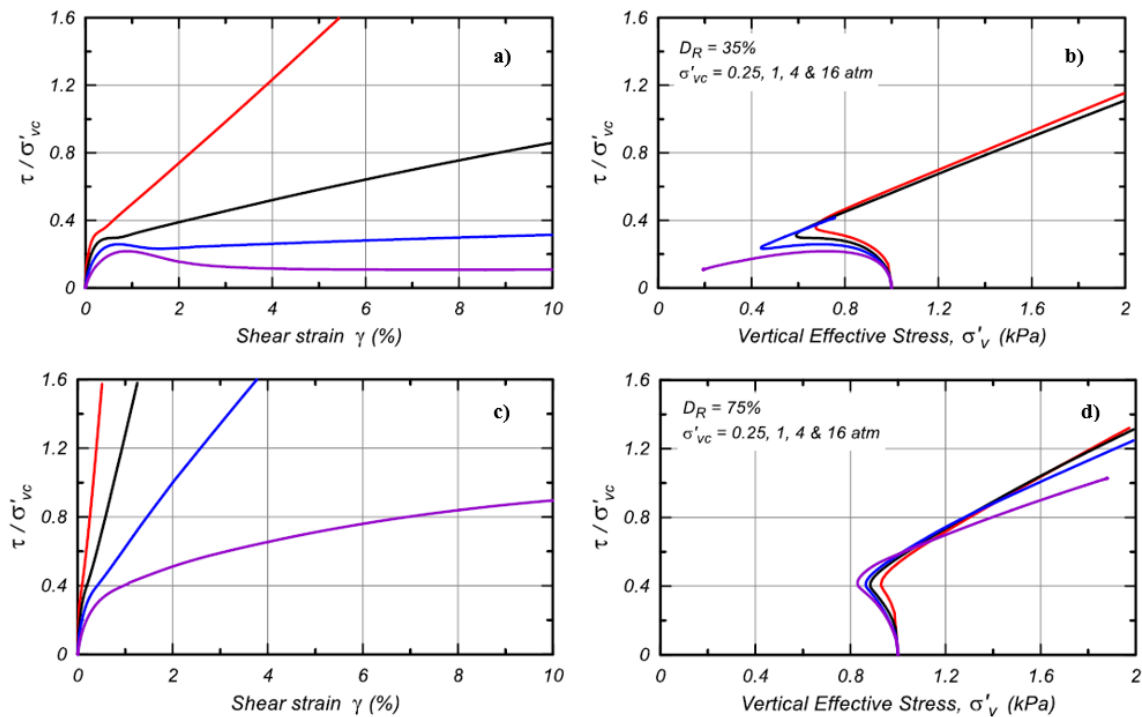 1.6
1.2
0.8
0.4
0
τ / σ'vc
0 2 4 6 8 10
Shear strain γ (%)
a)
1.6
1.2
0.8
0.4
0
τ / σ'vc
0 0.4 0.8 1.2 1.6 2
Vertical Effective Stress, σ'v (kPa)
DR = 35%
σ'vc = 0.25, 1, 4 & 16 atm
b)
1.6
1.2
0.8
0.4
0
τ / σ'vc
0 2 4 6 8 10
Shear strain γ (%)
c)
1.6
1.2
0.8
0.4
0
τ / σ'vc
0 0.4 0.8 1.2 1.6 2
Vertical Effective Stress, σ'v (kPa)
DR = 75%
σ'vc = 0.25, 1, 4 & 16 atm
d)